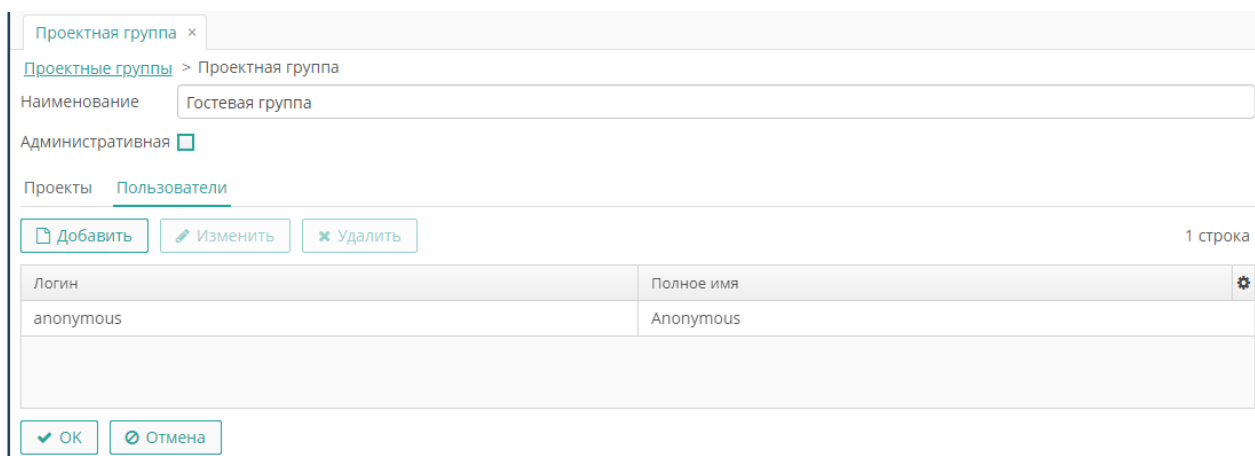 Проектная группа ×
Проектные группы > Проектная группа
Наименование Гостевая группа
Административная
Проекты Пользователи
Добавить Изменить Удалить 1 строка
Логин Полное имя
anonymous Anonymous
OK Отмена